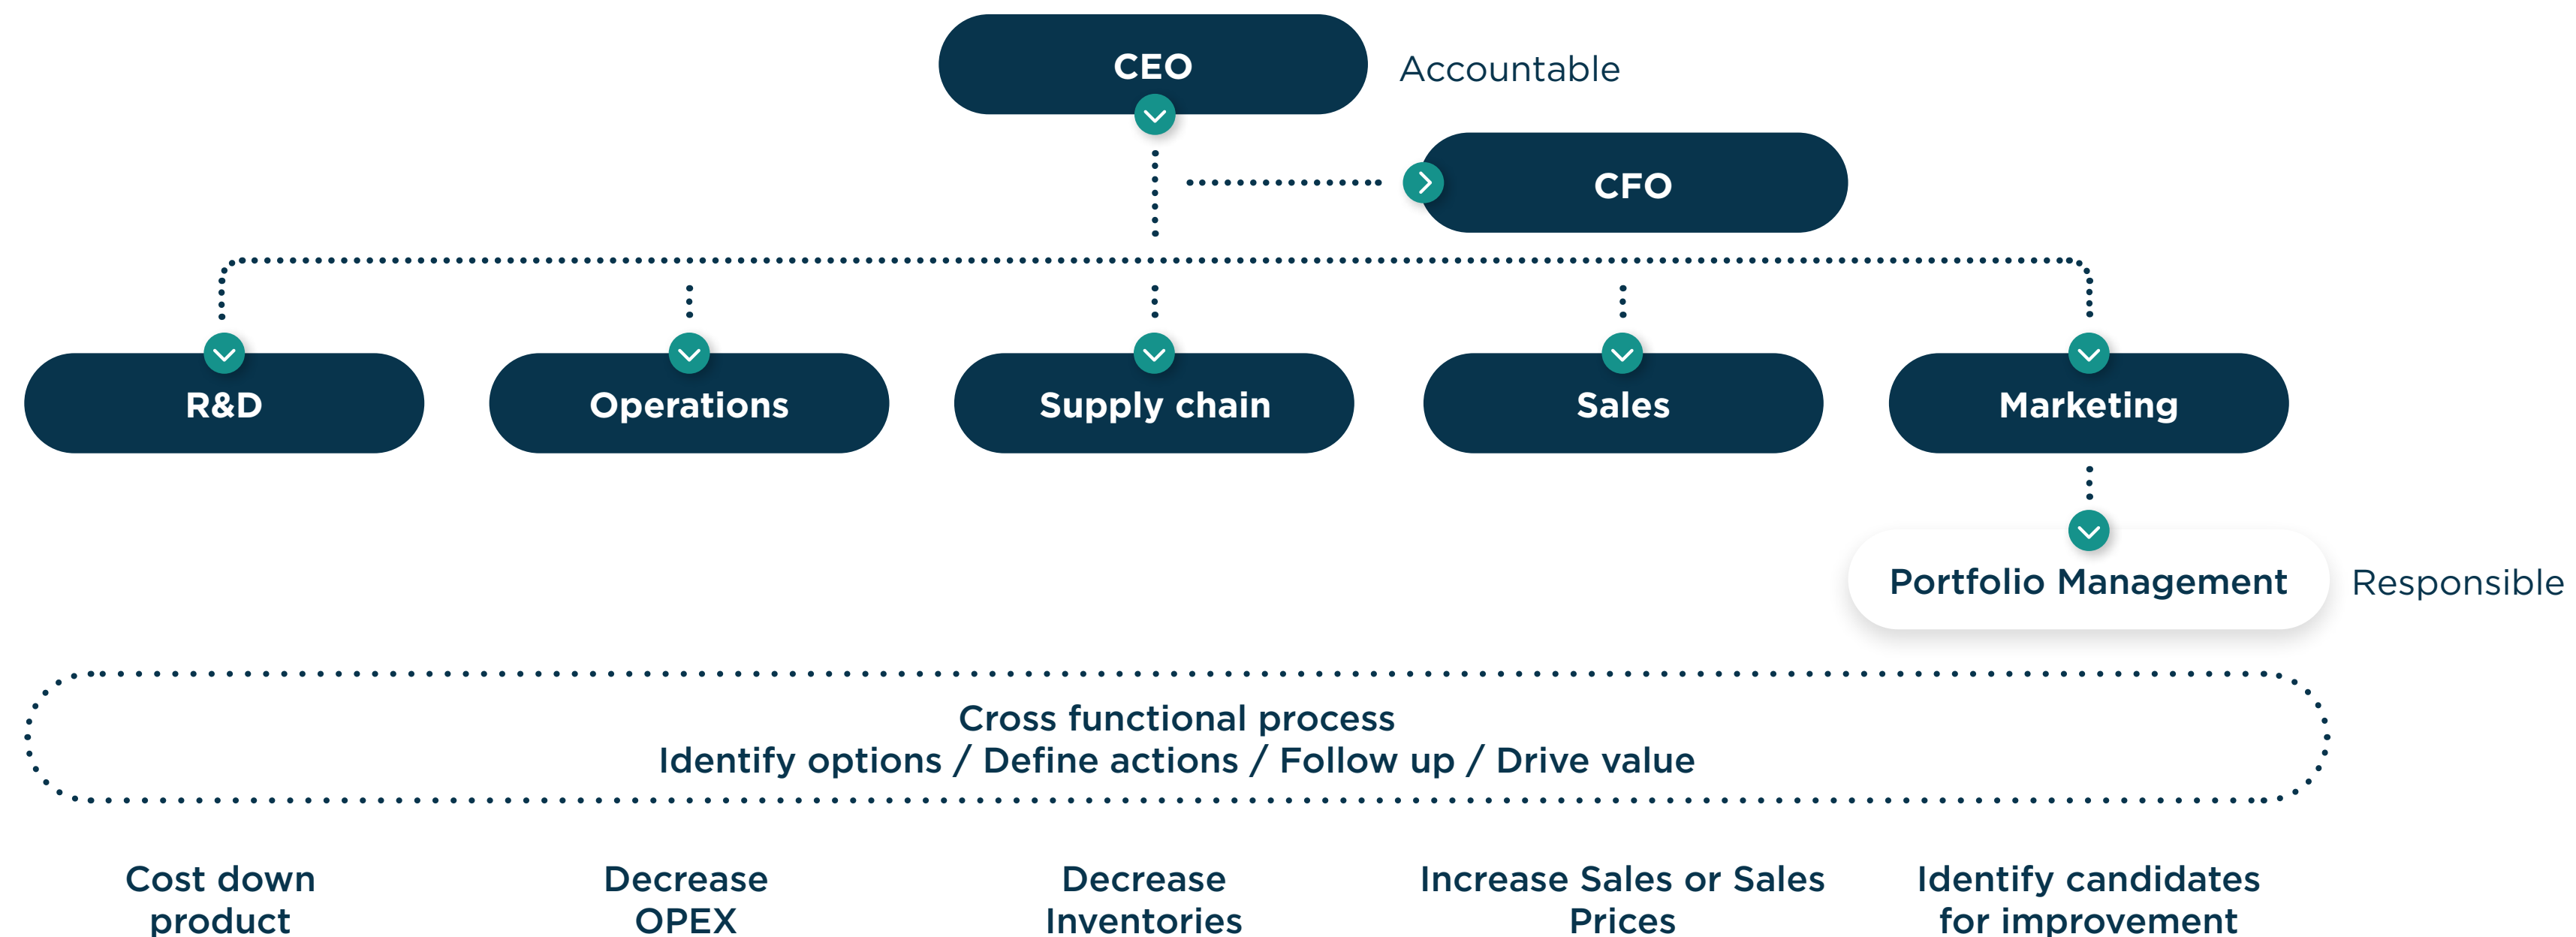 CEO
Accountable
CFO
R&D
Operations
Supply chain
Sales
Marketing
Portfolio Management
Responsible
Cross functional process
Identify options / Define actions / Follow up / Drive value
Cost down
product
Decrease
OPEX
Decrease
Inventories
Increase Sales or Sales
Prices
Identify candidates
for improvement